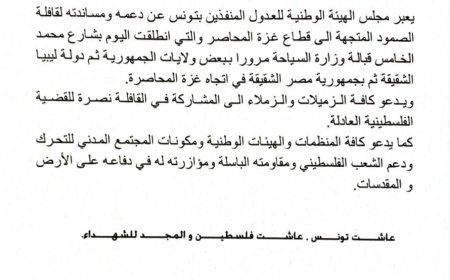 يعبر مجلس الهيئة الوطنية للعدول المنفذين بتونس عن دعمه ومساندته لقافلة
الصمود المتجهة الى قطاع غزة المحاصر والتي انطلقت اليوم بشارع محمد
الخامس قبالة وزارة السياحة مرورا ببعض ولايات الجمهورية ثم دولة ليبيا
الشقيقة ثم بجمهورية مصر الشقيقة في اتجاه غزة المحاصرة.
ويدعو كافة الزميلات والزملاء الى المشاركة في القافلة نصرة للقضية
الفلسطينية العادلة.
كما يدعو كافة المنظمات والهيئات الوطنية ومكونات المجتمع المدني للتحرك
ودعم الشعب الفلسطيني ومقاومته الباسلة ومؤازرته له في دفاعه على الأرض
و المقدسات.
عاشت تونس . عاشت فلسطين و المجد للشهداء.